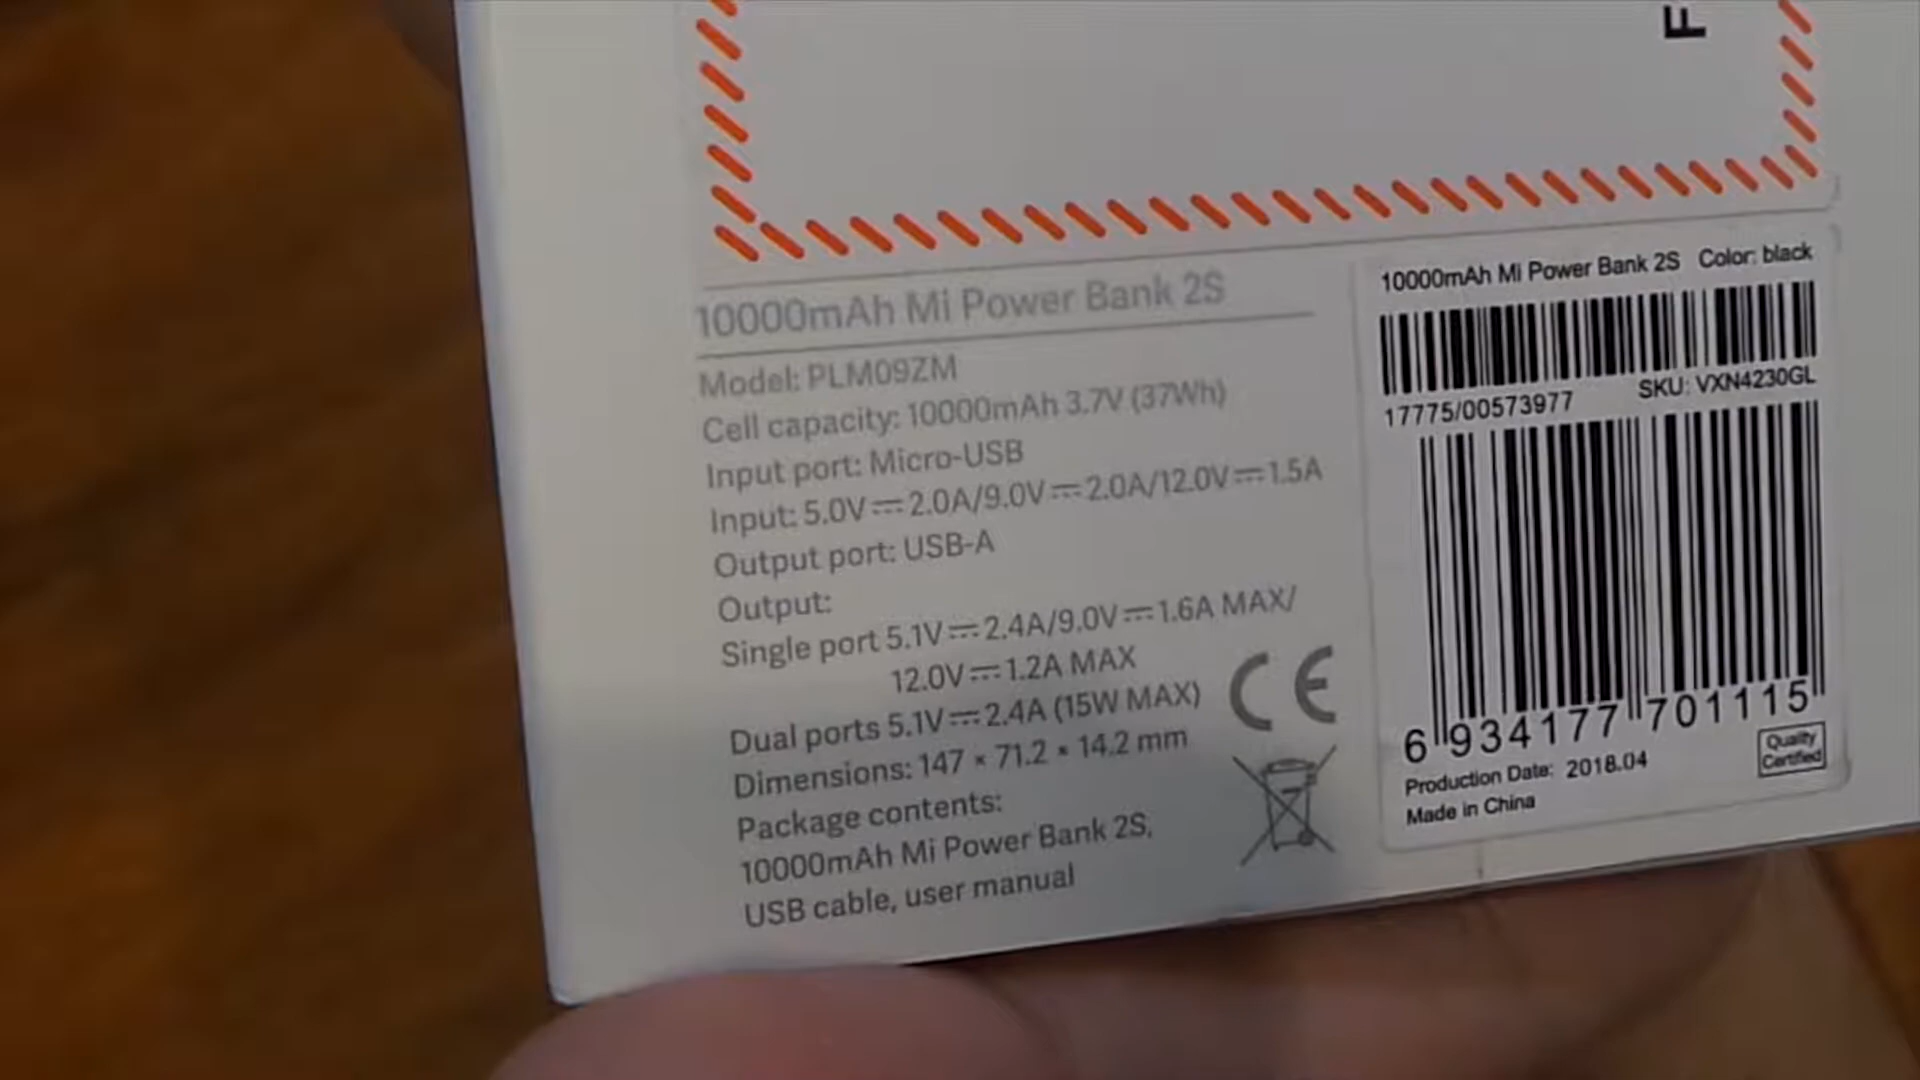 F
10000mAh Mi Power Bank 2S
Model: PLM09ZM
Cell capacity: 10000mAh 3.7V (37Wh)
Input port: Micro-USB
Input: 5.0V⎓2.0A/9.0V⎓2.0A/12.0V⎓1.5A
Output port: USB-A
Output:
Single port 5.1V⎓2.4A/9.0V⎓1.6A MAX/
12.0V⎓1.2A MAX
Dual ports 5.1V⎓2.4A (15W MAX)
Dimensions: 147 × 71.2 × 14.2 mm
Package contents:
10000mAh Mi Power Bank 2S,
USB cable, user manual
CE
10000mAh Mi Power Bank 2S Color: black
17775/00573977 SKU: VXN4230GL
6 934177 701115
Production Date: 2018.04
Made in China
Quality
Certified